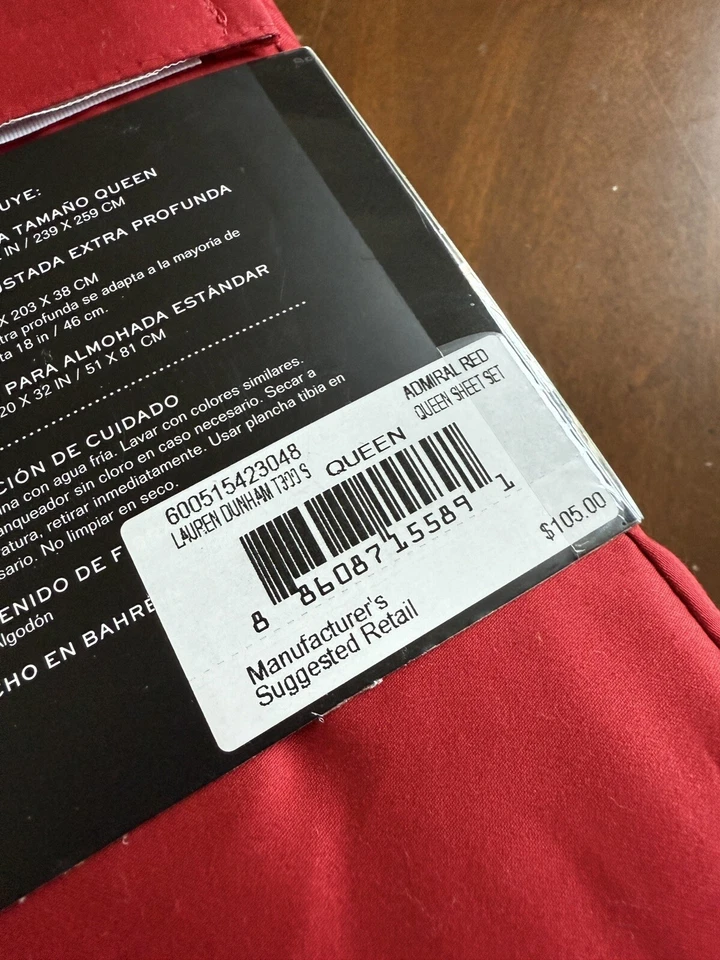 UYE:
A TAMAÑO QUEEN
IN / 239 X 259 CM
USTADA EXTRA PROFUNDA
X 203 X 38 CM
tra profunda se adapta a la mayoría de
ta 18 in / 46 cm.
PARA ALMOHADA ESTÁNDAR
20 X 32 IN / 51 X 81 CM
CIÓN DE CUIDADO
ina con agua fría. Lavar con colores similares.
anqueador sin cloro en caso necesario. Secar a
ratura, retirar inmediatamente. Usar plancha tibia en
sario. No limpiar en seco.
ENIDO DE F
lgodón
CHO EN BAHRE
ADMIRAL RED
QUEEN SHEET SET
600515423048
LAUREN DUNHAM T300 S
QUEEN
8 86087 15589 1
$105.00
Manufacturer's
Suggested Retail